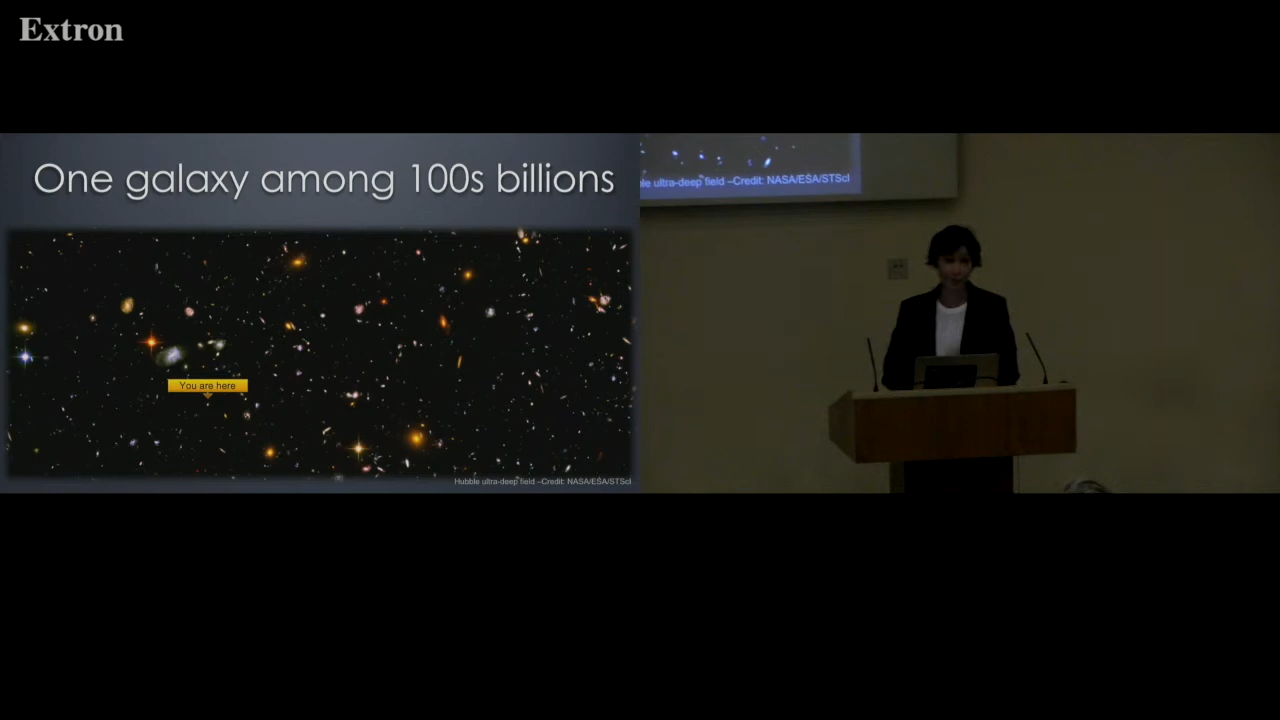 Extron
One galaxy among 100s billions
You are here
Hubble ultra-deep field –Credit: NASA/ESA/STScI
le ultra-deep field –Credit: NASA/ESA/STScI